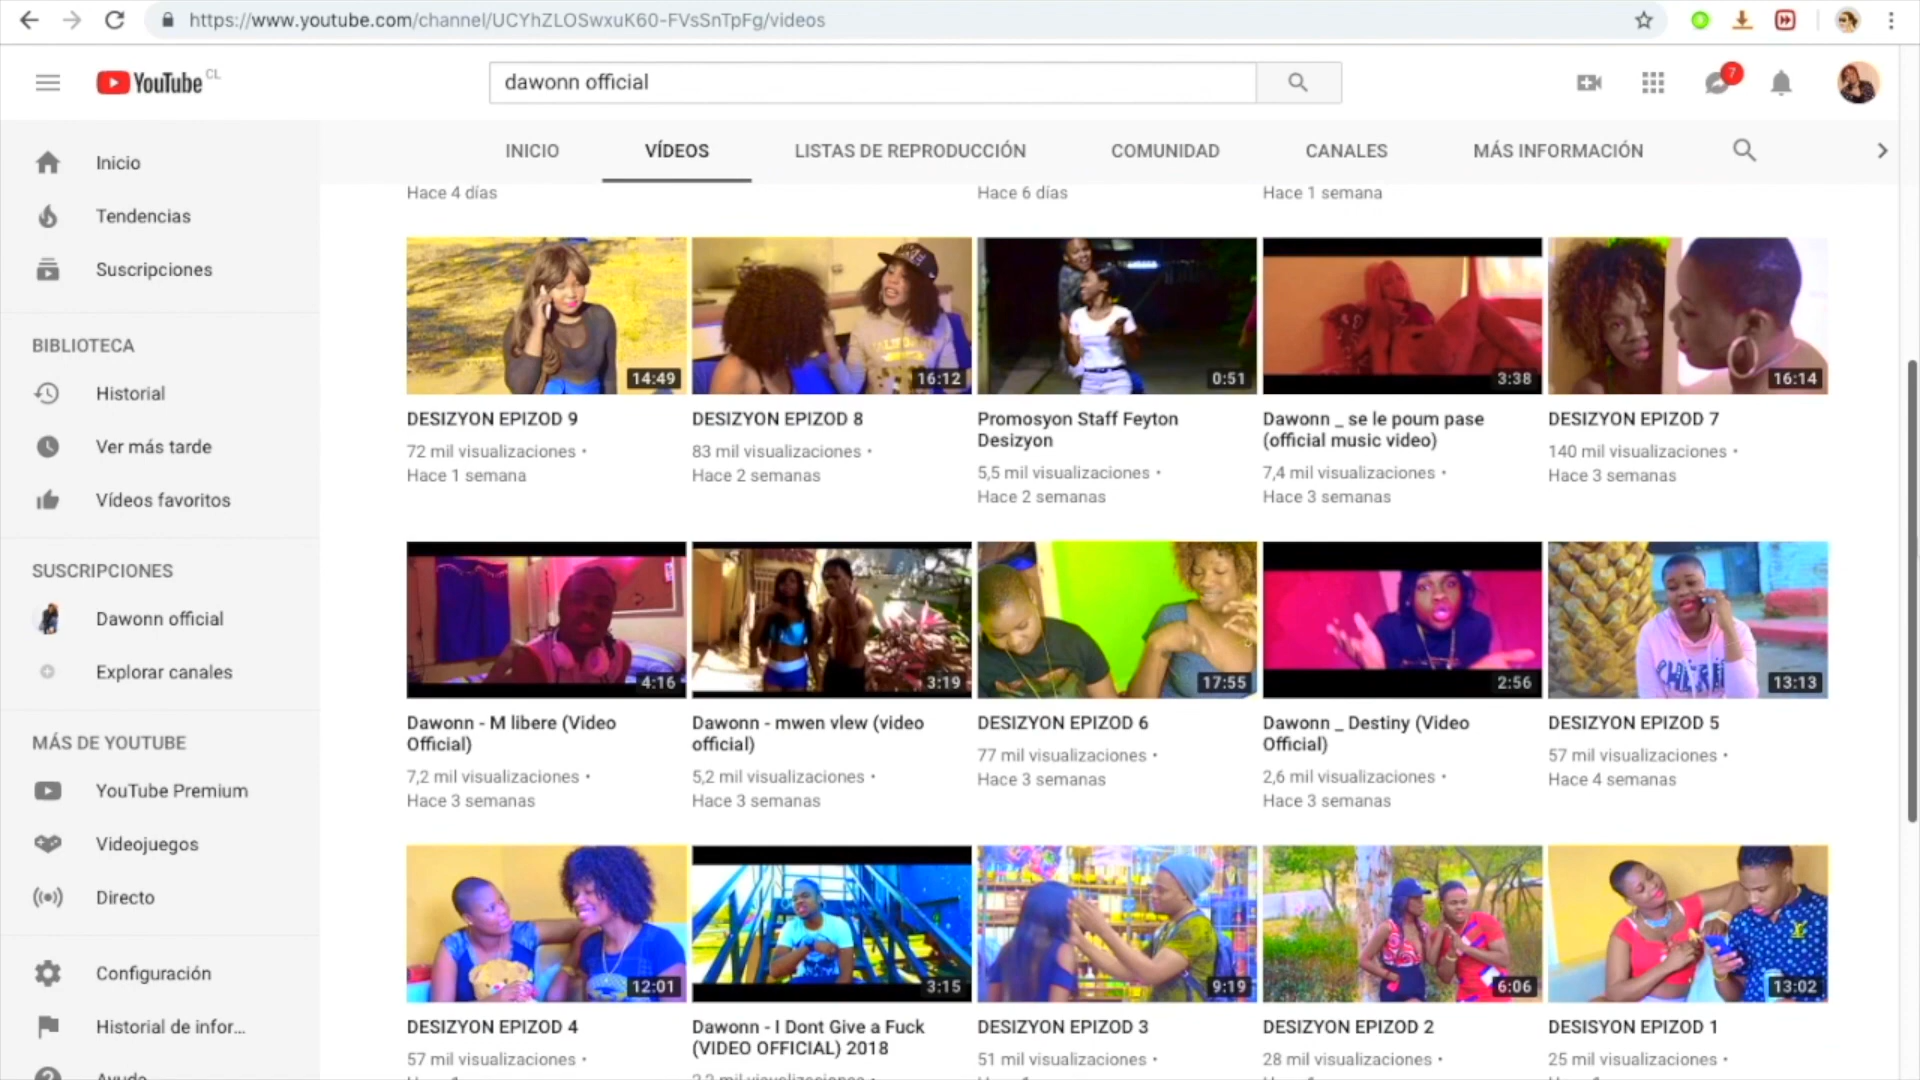 https://www.youtube.com/channel/UCYhZLOSwxuK60-FVsSnTpFg/videos
YouTube CL
dawonn official
7
INICIO
VÍDEOS
LISTAS DE REPRODUCCIÓN
COMUNIDAD
CANALES
MÁS INFORMACIÓN
Inicio
Tendencias
Suscripciones
BIBLIOTECA
Historial
Ver más tarde
Vídeos favoritos
SUSCRIPCIONES
Dawonn official
Explorar canales
MÁS DE YOUTUBE
YouTube Premium
Videojuegos
Directo
Configuración
Historial de infor...
Hace 4 días
Hace 6 días
Hace 1 semana
14:49
DESIZYON EPIZOD 9
72 mil visualizaciones •
Hace 1 semana
16:12
DESIZYON EPIZOD 8
83 mil visualizaciones •
Hace 2 semanas
0:51
Promosyon Staff Feyton
Desizyon
5,5 mil visualizaciones •
Hace 2 semanas
3:38
Dawonn _ se le poum pase
(official music video)
7,4 mil visualizaciones •
Hace 3 semanas
16:14
DESIZYON EPIZOD 7
140 mil visualizaciones •
Hace 3 semanas
4:16
Dawonn - M libere (Video
Official)
7,2 mil visualizaciones •
Hace 3 semanas
3:19
Dawonn - mwen vlew (video
official)
5,2 mil visualizaciones •
Hace 3 semanas
17:55
DESIZYON EPIZOD 6
77 mil visualizaciones •
Hace 3 semanas
2:56
Dawonn _ Destiny (Video
Official)
2,6 mil visualizaciones •
Hace 3 semanas
13:13
DESIZYON EPIZOD 5
57 mil visualizaciones •
Hace 4 semanas
12:01
DESIZYON EPIZOD 4
57 mil visualizaciones •
3:15
Dawonn - I Dont Give a Fuck
(VIDEO OFFICIAL) 2018
9:19
DESIZYON EPIZOD 3
51 mil visualizaciones •
6:06
DESIZYON EPIZOD 2
28 mil visualizaciones •
13:02
DESISYON EPIZOD 1
25 mil visualizaciones •